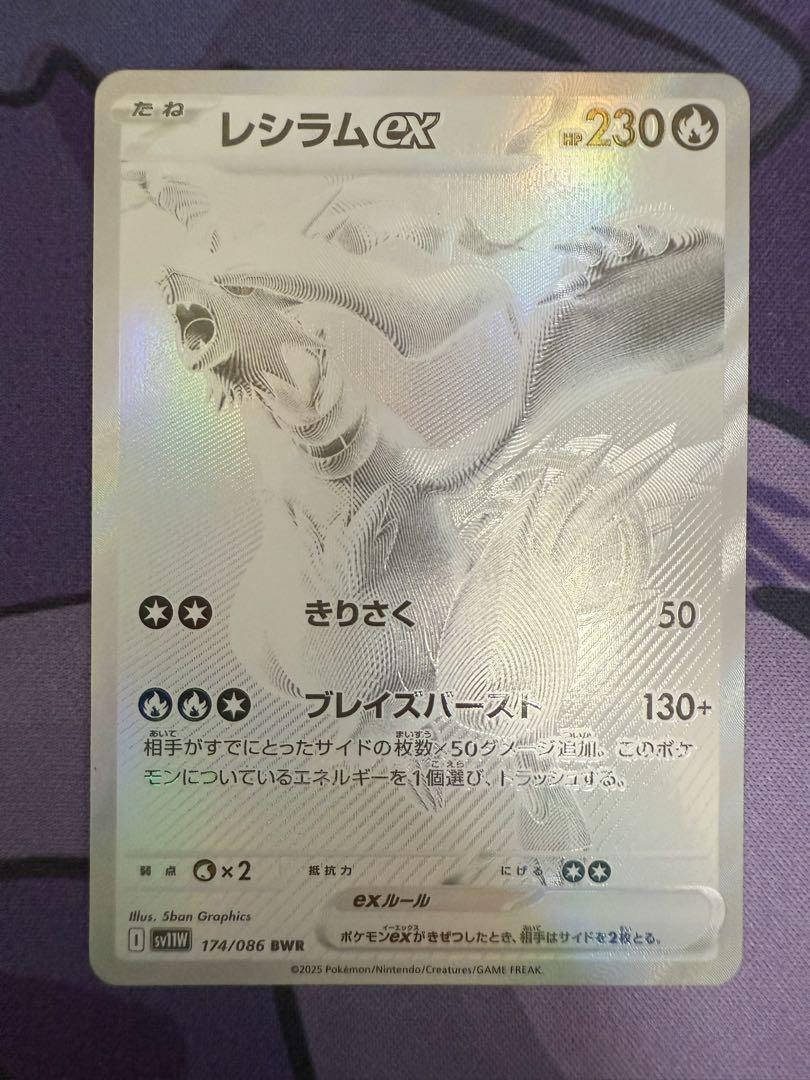 たね
レシラムex
HP230
きりさく 50
ブレイズバースト 130+
相手がすでにとったサイドの枚数×50ダメージ追加。このポケ
モンについているエネルギーを1個選び、トラッシュする。
弱点 ×2 抵抗力 にげる
exルール
ポケモンexがきぜつしたとき、相手はサイドを2枚とる。
Illus. 5ban Graphics
I sv11W 174/086 BWR
©2025 Pokémon/Nintendo/Creatures/GAME FREAK.